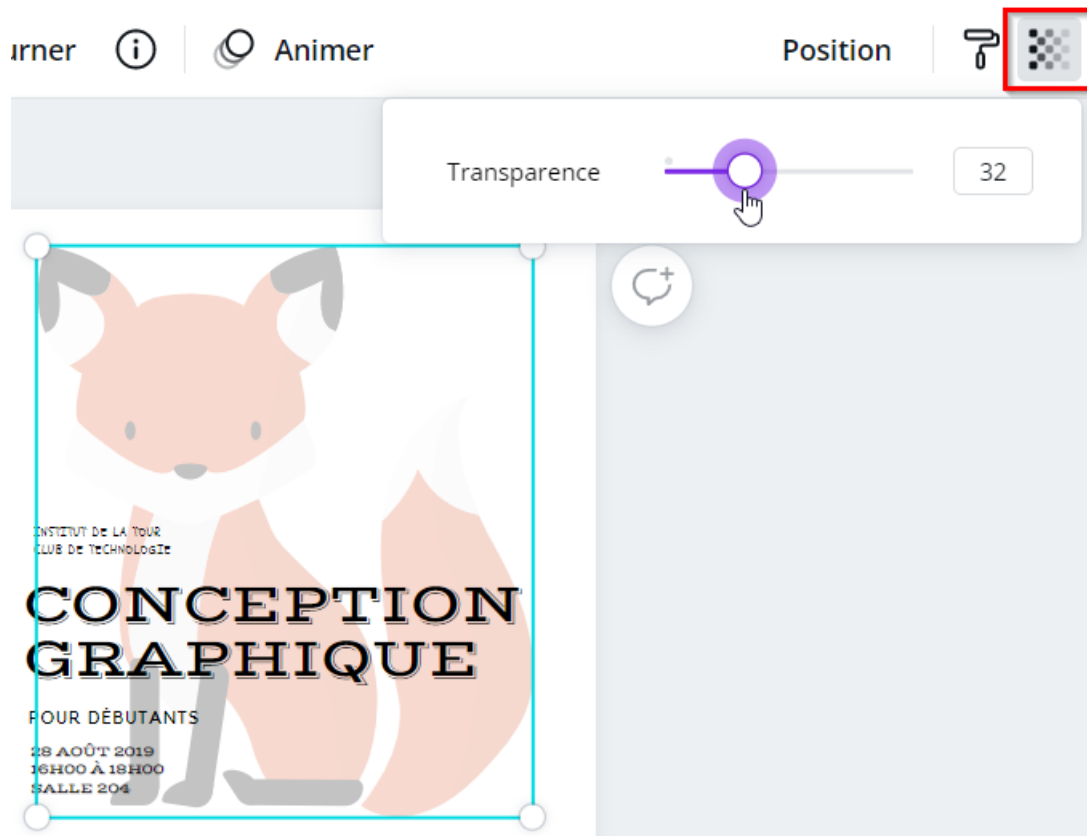 urner
Animer
Position
Transparence
32
INSTITUT DE LA TOUR
CLUB DE TECHNOLOGIE
CONCEPTION
GRAPHIQUE
POUR DÉBUTANTS
28 AOÛT 2019
16H00 À 18H00
SALLE 204